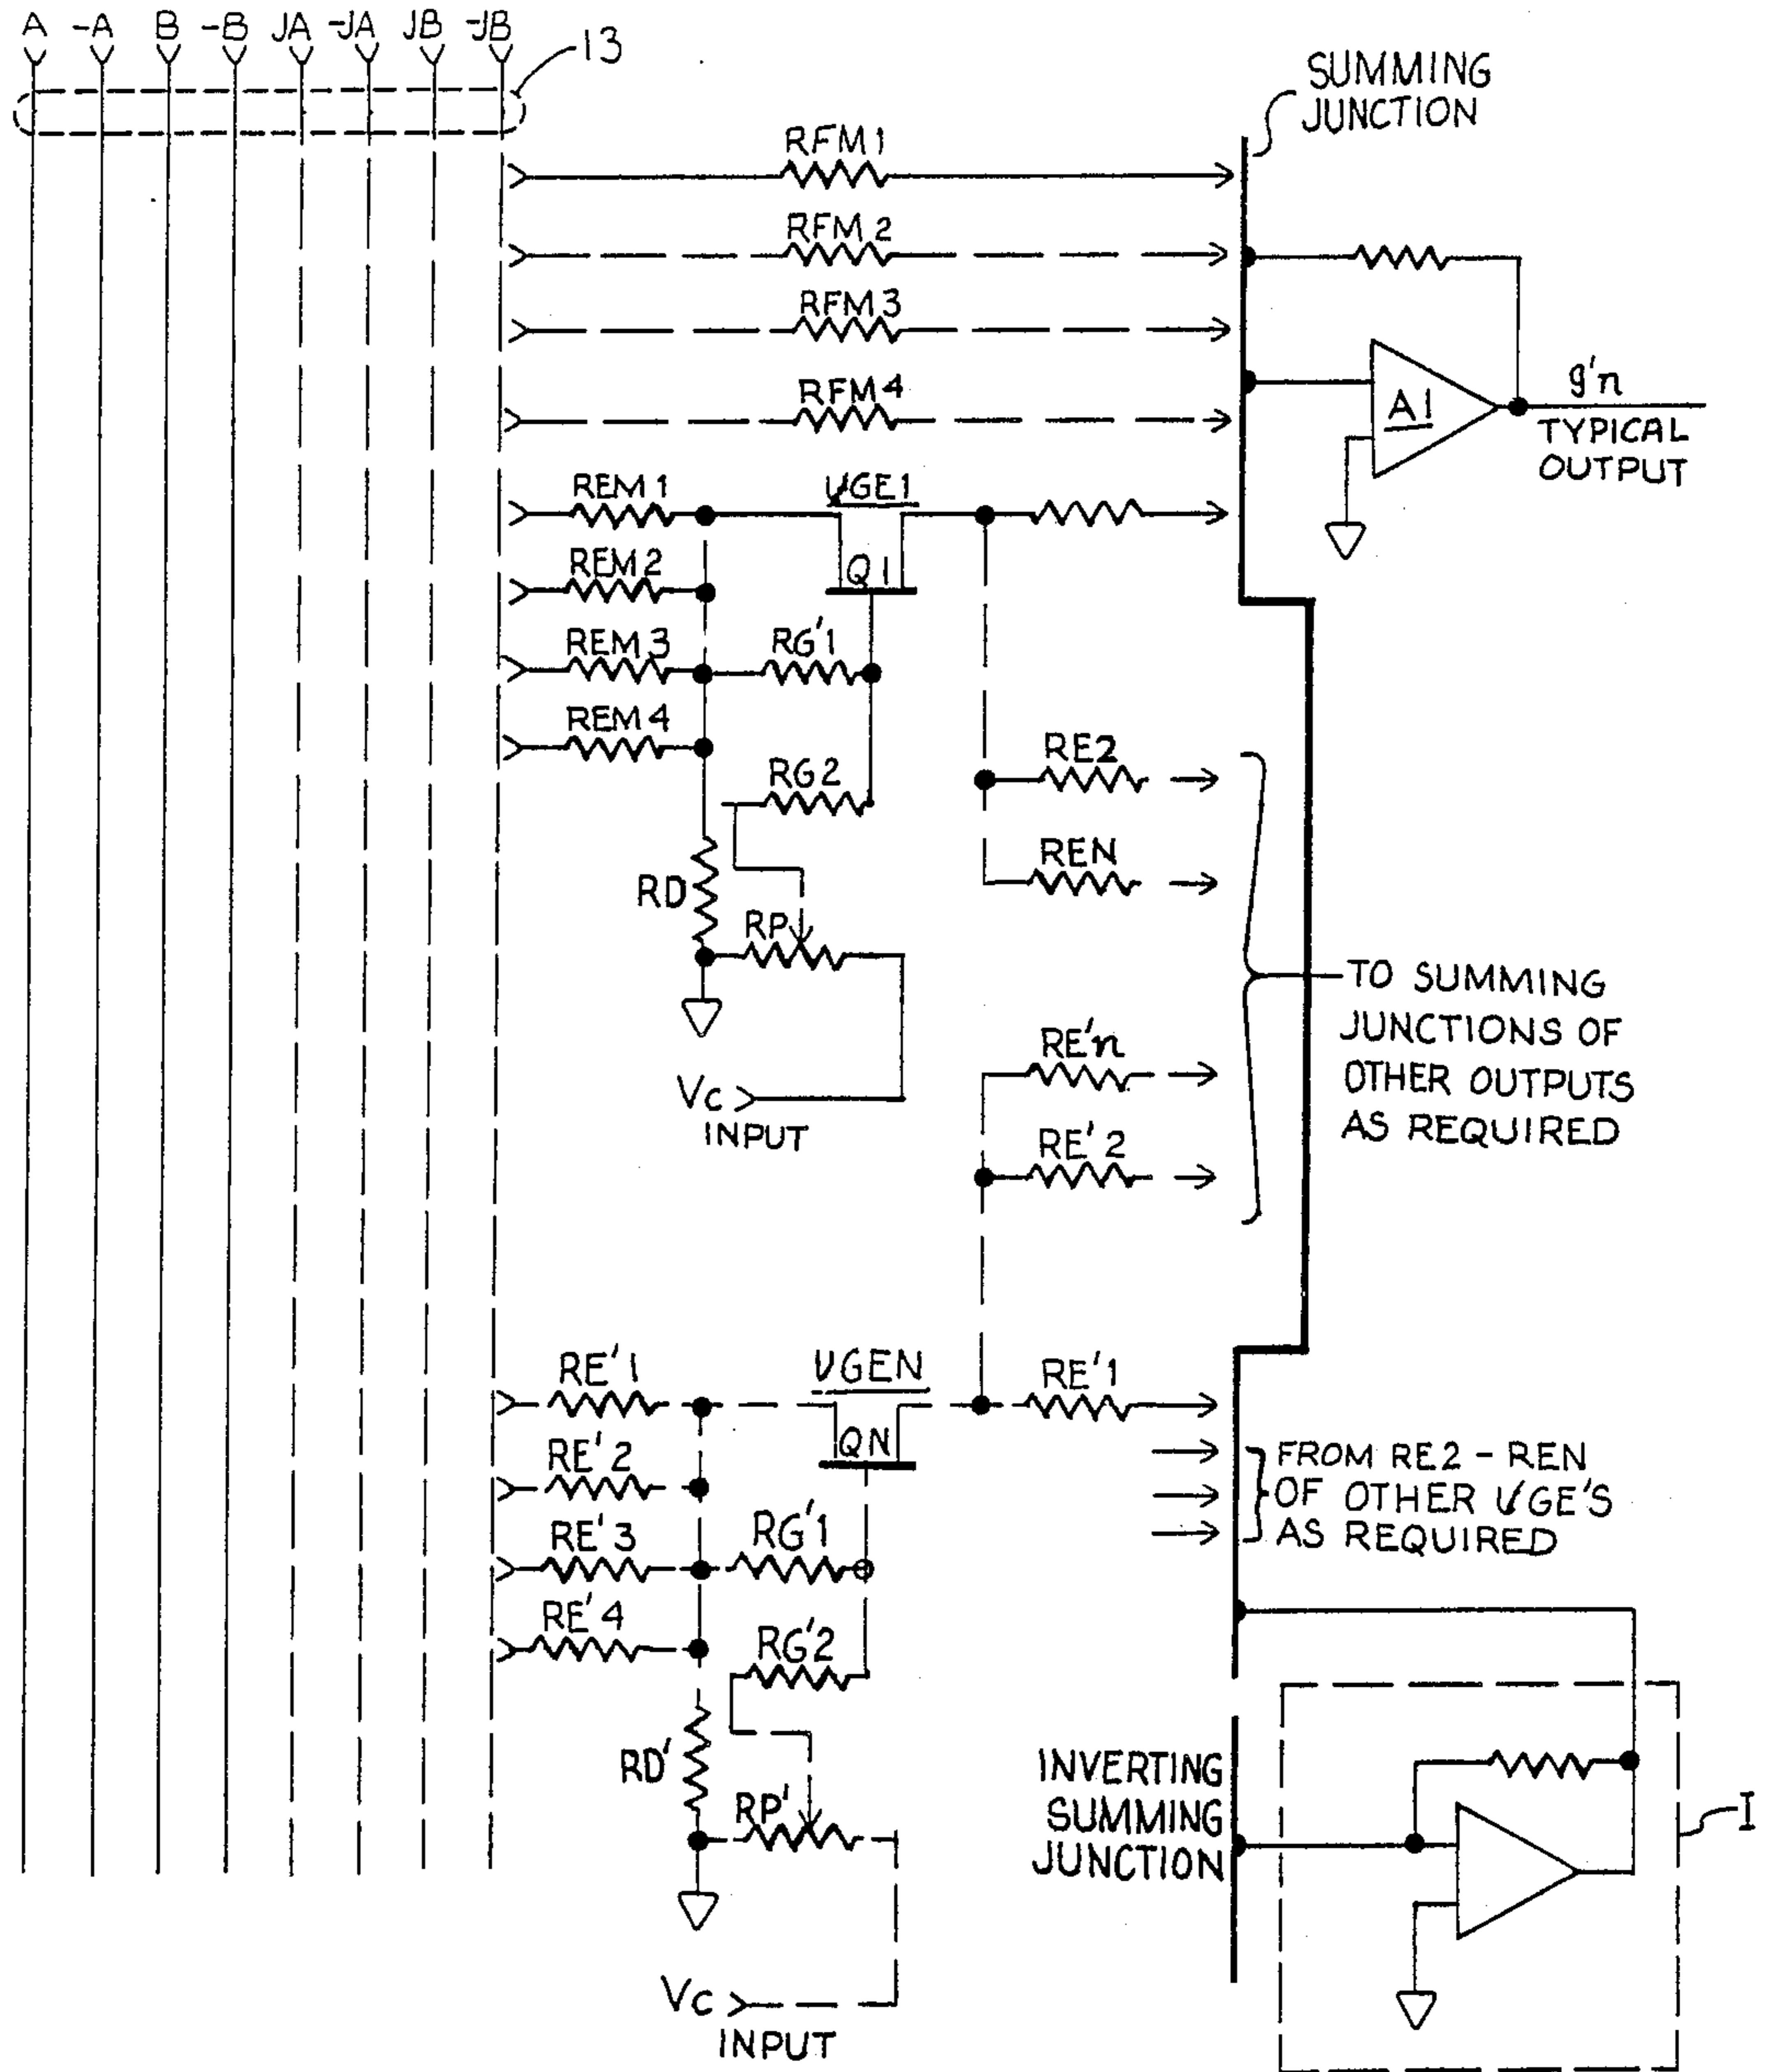 A -A B -B JA -JA JB -JB
13
SUMMING
JUNCTION
RFM1
RFM2
RFM3
RFM4
A1
g'n
TYPICAL
OUTPUT
REM1
VGE1
Q1
REM2
REM3
RG'1
REM4
RG2
RE2
REN
RD
RP
TO SUMMING
JUNCTIONS OF
OTHER OUTPUTS
AS REQUIRED
RE'n
Vc
INPUT
RE'2
RE'1
VGEN
QN
RE'1
RE'2
FROM RE2-REN
OF OTHER VGE'S
AS REQUIRED
RE'3
RG'1
RE'4
RG'2
RD'
RP'
INVERTING
SUMMING
JUNCTION
I
Vc
INPUT